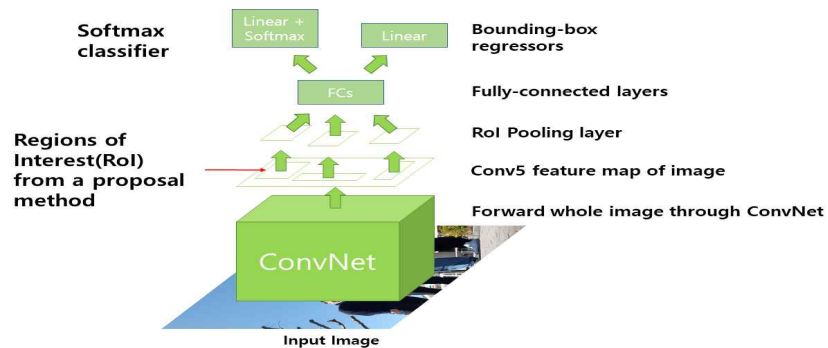 Softmax
classifier
Linear +
Softmax
Linear
Bounding-box
regressors
FCs
Fully-connected layers
RoI Pooling layer
Regions of
Interest(RoI)
from a proposal
method
Conv5 feature map of image
Forward whole image through ConvNet
ConvNet
Input Image